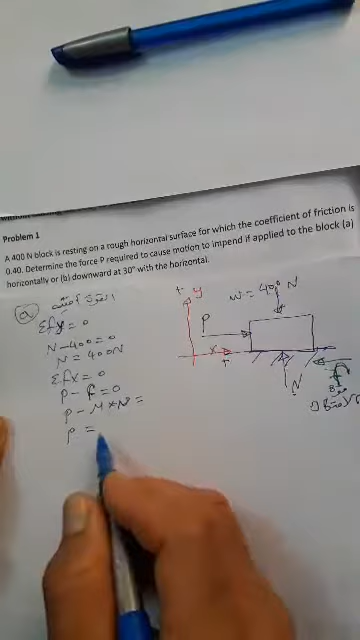 Problem 1
A 400 N block is resting on a rough horizontal surface for which the coefficient of friction is
0.40. Determine the force P required to cause motion to impend if applied to the block (a)
horizontally or (b) downward at 30° with the horizontal.
a
Σfy = 0
N - 400 = 0
N = 400 N
Σfx = 0
P - f = 0
P - M * N =
P =
+ y
w = 400 N
P
x
+
N